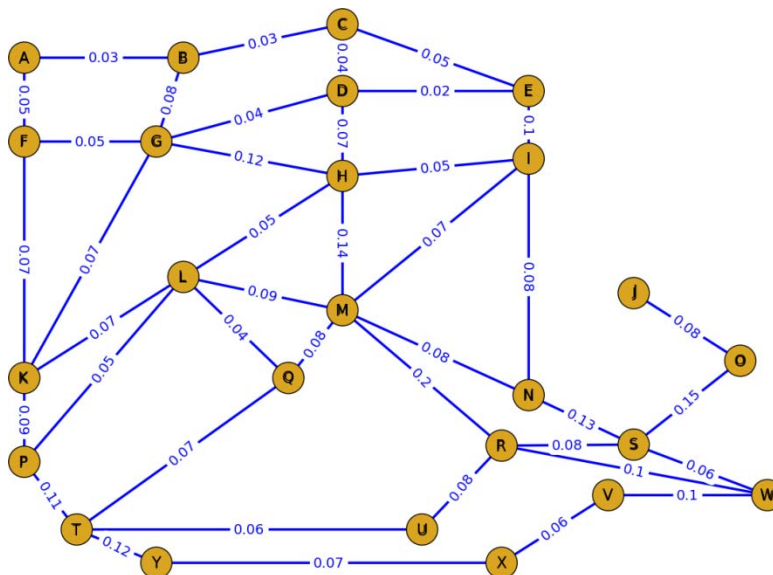 C
A 0.03 B 0.03
0.04 0.05
D 0.02 E
0.05 0.08 0.04
F 0.05 G 0.07 0.1
0.12 H 0.05 I
0.07 0.07 0.05 0.14 0.07 0.08
L 0.09 J
0.07 M 0.08
0.05 0.04 0.08 0.08 O
K Q 0.2 N 0.15
0.09 0.13
P 0.07 R 0.08 S
0.11 0.08 0.1 0.06
T 0.06 U V 0.1 W
0.12 0.06
Y 0.07 X